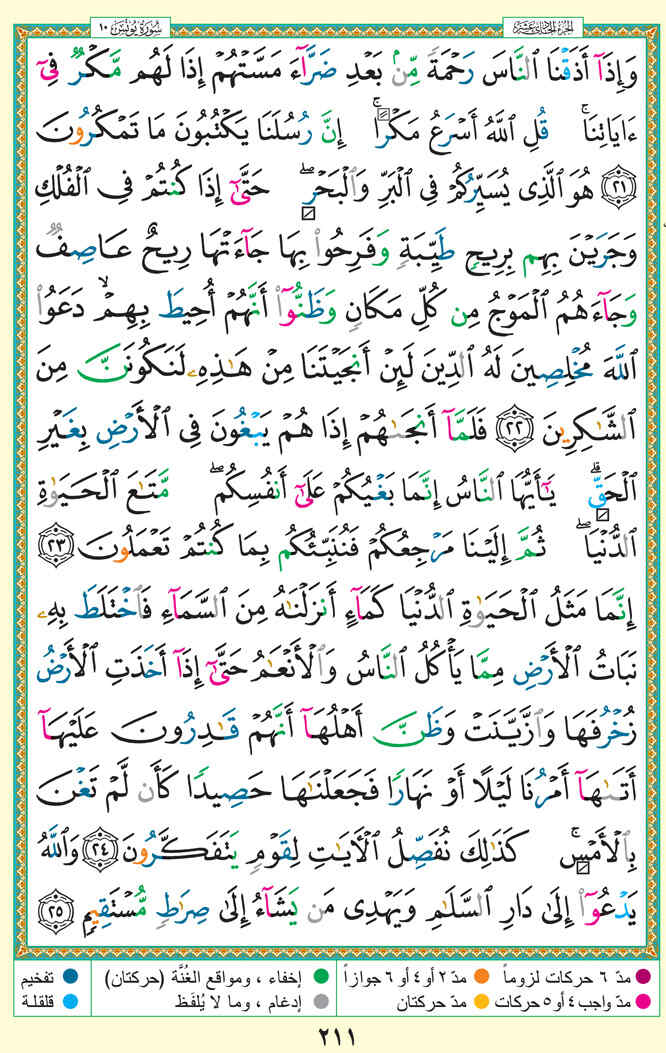 سُورَةُ يُونُسَ ١٠
الجزء الحادي عشر
وَإِذَآ أَذَقْنَا ٱلنَّاسَ رَحْمَةً مِّنۢ بَعْدِ ضَرَّآءَ مَسَّتْهُمْ إِذَا لَهُم مَّكْرٌ فِىٓ
ءَايَاتِنَا ۚ قُلِ ٱللَّهُ أَسْرَعُ مَكْرًا ۚ إِنَّ رُسُلَنَا يَكْتُبُونَ مَا تَمْكُرُونَ
٢١ هُوَ ٱلَّذِى يُسَيِّرُكُمْ فِى ٱلْبَرِّ وَٱلْبَحْرِ ۖ حَتَّىٰٓ إِذَا كُنتُمْ فِى ٱلْفُلْكِ
وَجَرَيْنَ بِهِم بِرِيحٍ طَيِّبَةٍ وَفَرِحُوا۟ بِهَا جَآءَتْهَا رِيحٌ عَاصِفٌ
وَجَآءَهُمُ ٱلْمَوْجُ مِن كُلِّ مَكَانٍ وَظَنُّوٓا۟ أَنَّهُمْ أُحِيطَ بِهِمْ ۙ دَعَوُا۟
ٱللَّهَ مُخْلِصِينَ لَهُ ٱلدِّينَ لَئِنْ أَنجَيْتَنَا مِنْ هَـٰذِهِۦ لَنَكُونَنَّ مِنَ
ٱلشَّـٰكِرِينَ ٢٢ فَلَمَّآ أَنجَىٰهُمْ إِذَا هُمْ يَبْغُونَ فِى ٱلْأَرْضِ بِغَيْرِ
ٱلْحَقِّ ۗ يَـٰٓأَيُّهَا ٱلنَّاسُ إِنَّمَا بَغْيُكُمْ عَلَىٰٓ أَنفُسِكُم ۖ مَّتَـٰعَ ٱلْحَيَوٰةِ
ٱلدُّنْيَا ۖ ثُمَّ إِلَيْنَا مَرْجِعُكُمْ فَنُنَبِّئُكُم بِمَا كُنتُمْ تَعْمَلُونَ ٢٣
إِنَّمَا مَثَلُ ٱلْحَيَوٰةِ ٱلدُّنْيَا كَمَآءٍ أَنزَلْنَـٰهُ مِنَ ٱلسَّمَآءِ فَٱخْتَلَطَ بِهِۦ
نَبَاتُ ٱلْأَرْضِ مِمَّا يَأْكُلُ ٱلنَّاسُ وَٱلْأَنْعَـٰمُ حَتَّىٰٓ إِذَآ أَخَذَتِ ٱلْأَرْضُ
زُخْرُفَهَا وَٱزَّيَّنَتْ وَظَنَّ أَهْلُهَآ أَنَّهُمْ قَـٰدِرُونَ عَلَيْهَآ
أَتَىٰهَآ أَمْرُنَا لَيْلًا أَوْ نَهَارًا فَجَعَلْنَـٰهَا حَصِيدًا كَأَن لَّمْ تَغْنَ
بِٱلْأَمْسِ ۚ كَذَٰلِكَ نُفَصِّلُ ٱلْـَٔايَـٰتِ لِقَوْمٍ يَتَفَكَّرُونَ ٢٤ وَٱللَّهُ
يَدْعُوٓا۟ إِلَىٰ دَارِ ٱلسَّلَـٰمِ وَيَهْدِى مَن يَشَآءُ إِلَىٰ صِرَٰطٍ مُّسْتَقِيمٍ ٢٥
مدّ ٦ حركات لزوماً مدّ ٢ أو ٤ أو ٦ جوازاً إخفاء ، ومواقع الغُنَّة (حركتان) تفخيم
مدّ واجب ٤ أو ٥ حركات مدّ حركتان إدغام ، وما لا يُلفَظ قلقلة
٢١١